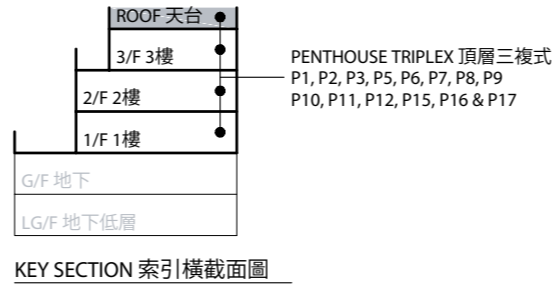 ROOF 天台
3/F 3樓
2/F 2樓
1/F 1樓
G/F 地下
LG/F 地下低層
PENTHOUSE TRIPLEX 頂層三複式
P1, P2, P3, P5, P6, P7, P8, P9
P10, P11, P12, P15, P16 & P17
KEY SECTION 索引橫截面圖